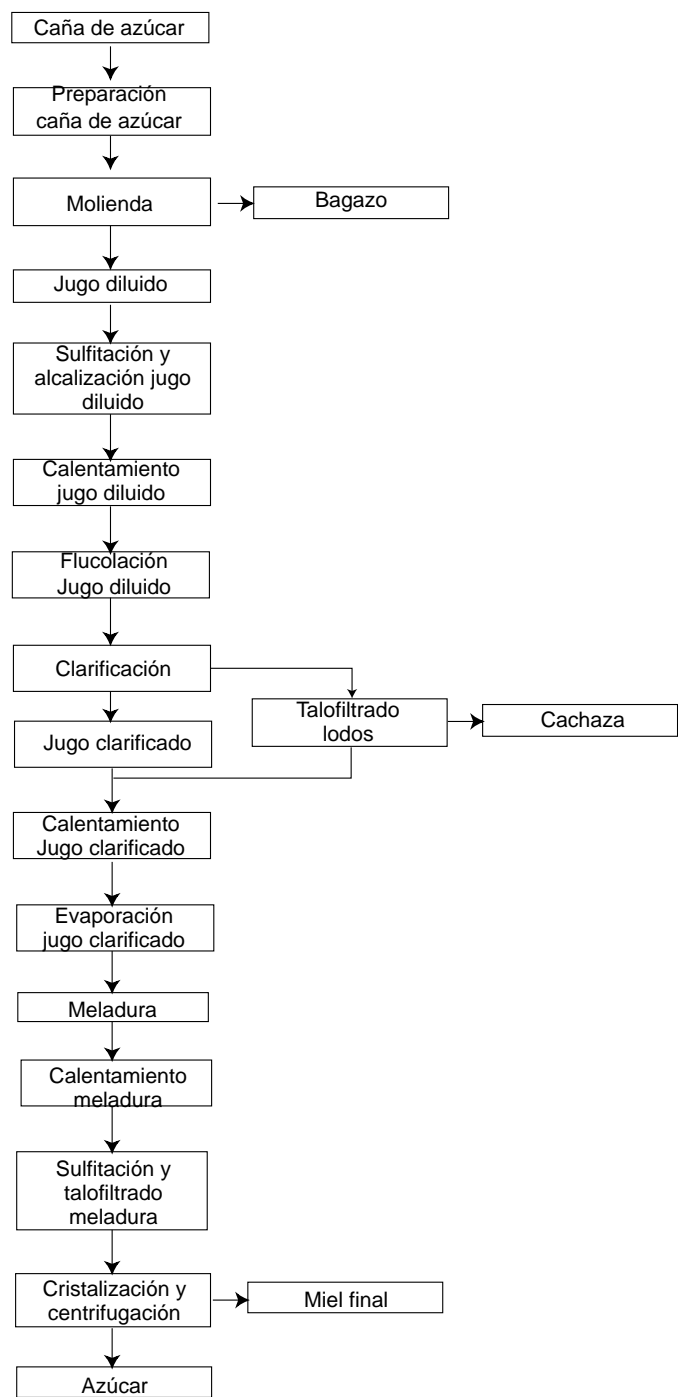 Caña de azúcar
Preparación
caña de azúcar
Molienda
Bagazo
Jugo diluido
Sulfitación y
alcalización jugo
diluido
Calentamiento
jugo diluido
Flucolación
Jugo diluido
Clarificación
Talofiltrado
lodos
Cachaza
Jugo clarificado
Calentamiento
Jugo clarificado
Evaporación
jugo clarificado
Meladura
Calentamiento
meladura
Sulfitación y
talofiltrado
meladura
Cristalización y
centrifugación
Miel final
Azúcar